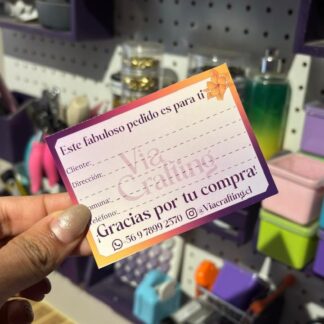 Este fabuloso pedido es para ti
Cliente:
Dirección:
Via
Crafting
Comuna:
Teléfono:
Gracias por tu compra!
56 9 7899 2570 @Viacrafting.cl